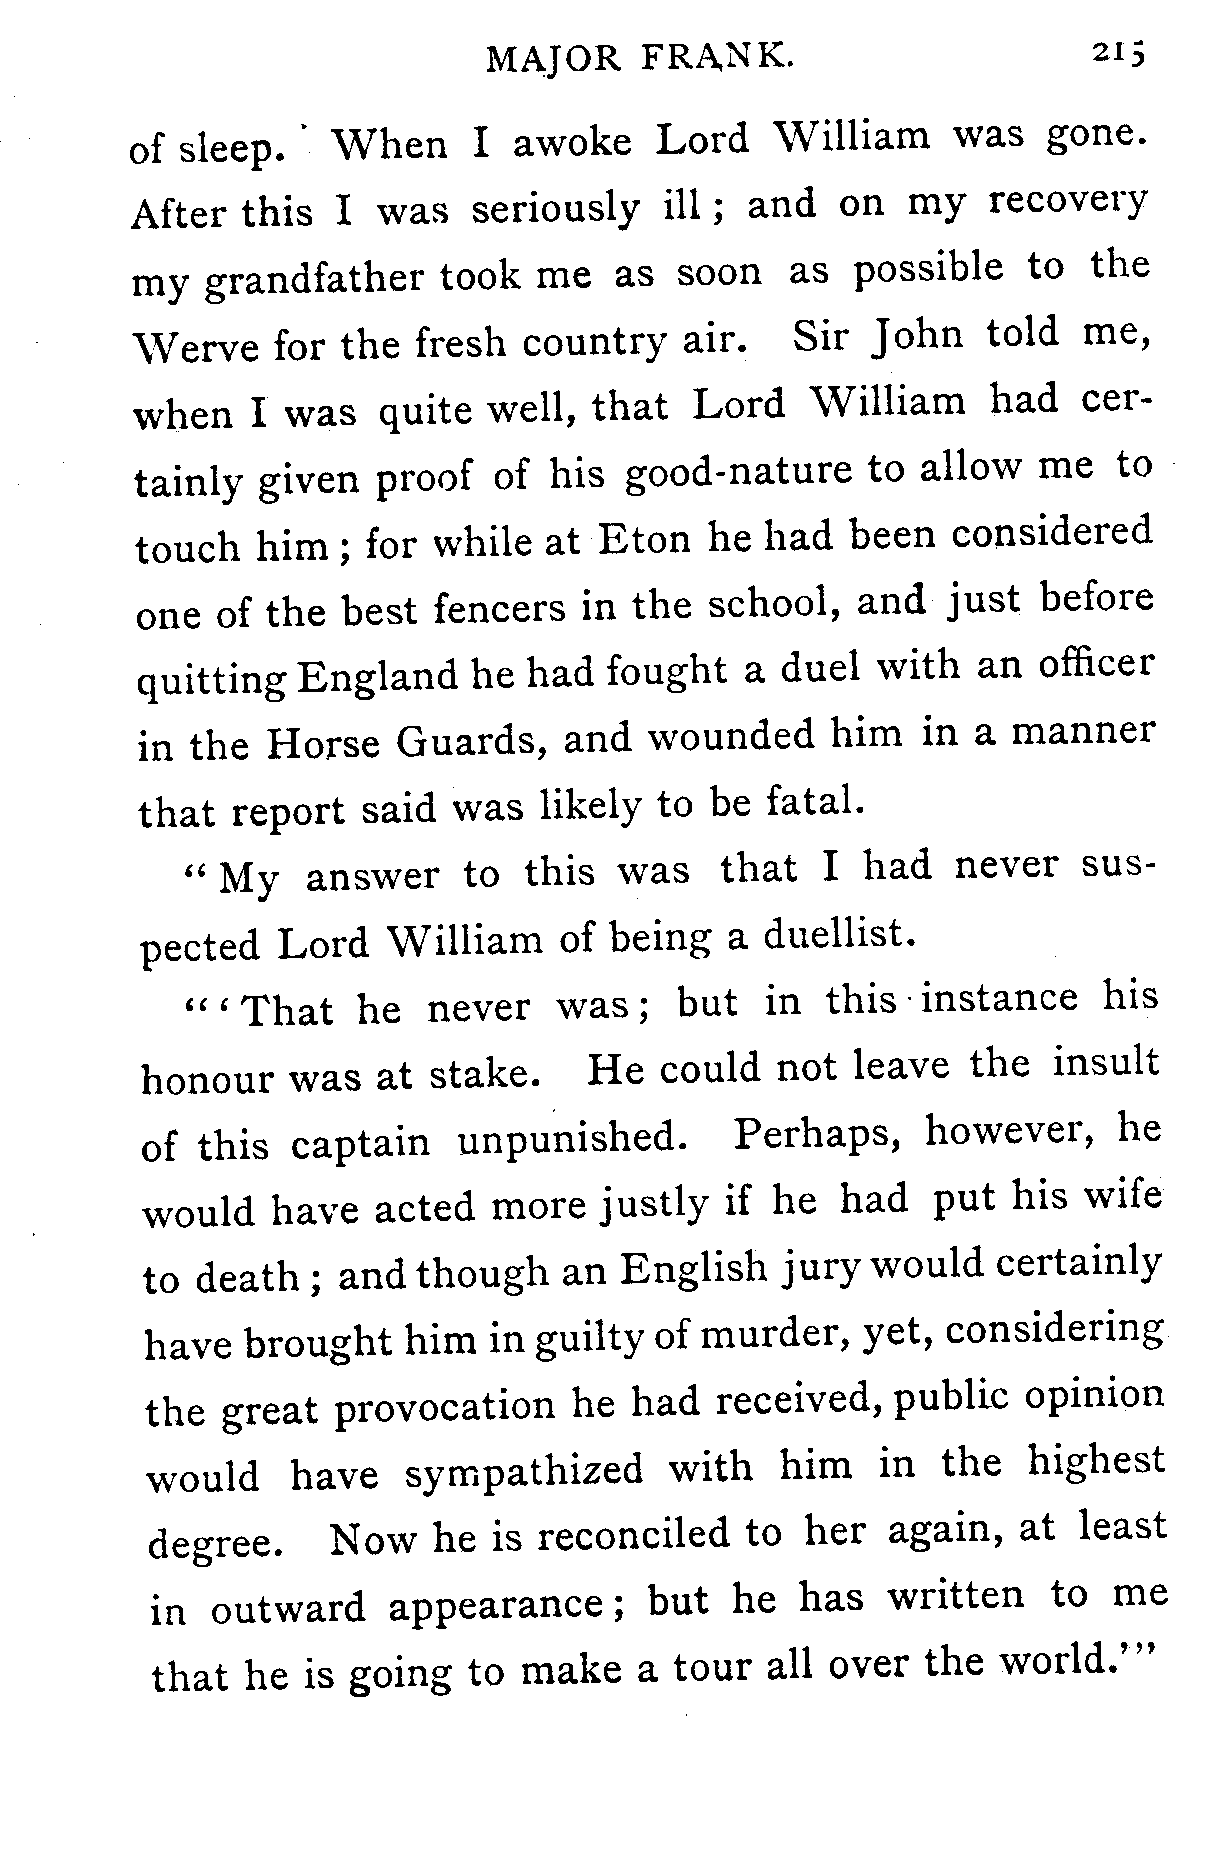 MAJOR FRANK. 215
of sleep. When I awoke Lord William was gone.
After this I was seriously ill; and on my recovery
my grandfather took me as soon as possible to the
Werve for the fresh country air. Sir John told me,
when I was quite well, that Lord William had cer-
tainly given proof of his good-nature to allow me to
touch him; for while at Eton he had been considered
one of the best fencers in the school, and just before
quitting England he had fought a duel with an officer
in the Horse Guards, and wounded him in a manner
that report said was likely to be fatal.
“My answer to this was that I had never sus-
pected Lord William of being a duellist.
“‘That he never was; but in this instance his
honour was at stake. He could not leave the insult
of this captain unpunished. Perhaps, however, he
would have acted more justly if he had put his wife
to death; and though an English jury would certainly
have brought him in guilty of murder, yet, considering
the great provocation he had received, public opinion
would have sympathized with him in the highest
degree. Now he is reconciled to her again, at least
in outward appearance; but he has written to me
that he is going to make a tour all over the world.’”